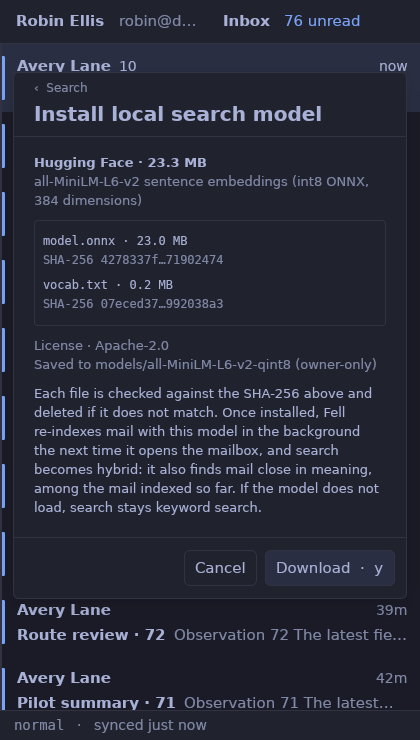 Robin Ellis robin@d... Inbox 76 unread
Avery Lane 10 now
‹ Search
Install local search model
Hugging Face · 23.3 MB
all-MiniLM-L6-v2 sentence embeddings (int8 ONNX,
384 dimensions)
model.onnx · 23.0 MB
SHA-256 4278337f…71902474
vocab.txt · 0.2 MB
SHA-256 07eced37…992038a3
License · Apache-2.0
Saved to models/all-MiniLM-L6-v2-qint8 (owner-only)
Each file is checked against the SHA-256 above and
deleted if it does not match. Once installed, Fell
re-indexes mail with this model in the background
the next time it opens the mailbox, and search
becomes hybrid: it also finds mail close in meaning,
among the mail indexed so far. If the model does not
load, search stays keyword search.
Cancel Download · y
Avery Lane 39m
Route review · 72 Observation 72 The latest fie...
Avery Lane 42m
Pilot summary · 71 Observation 71 The latest...
normal · synced just now